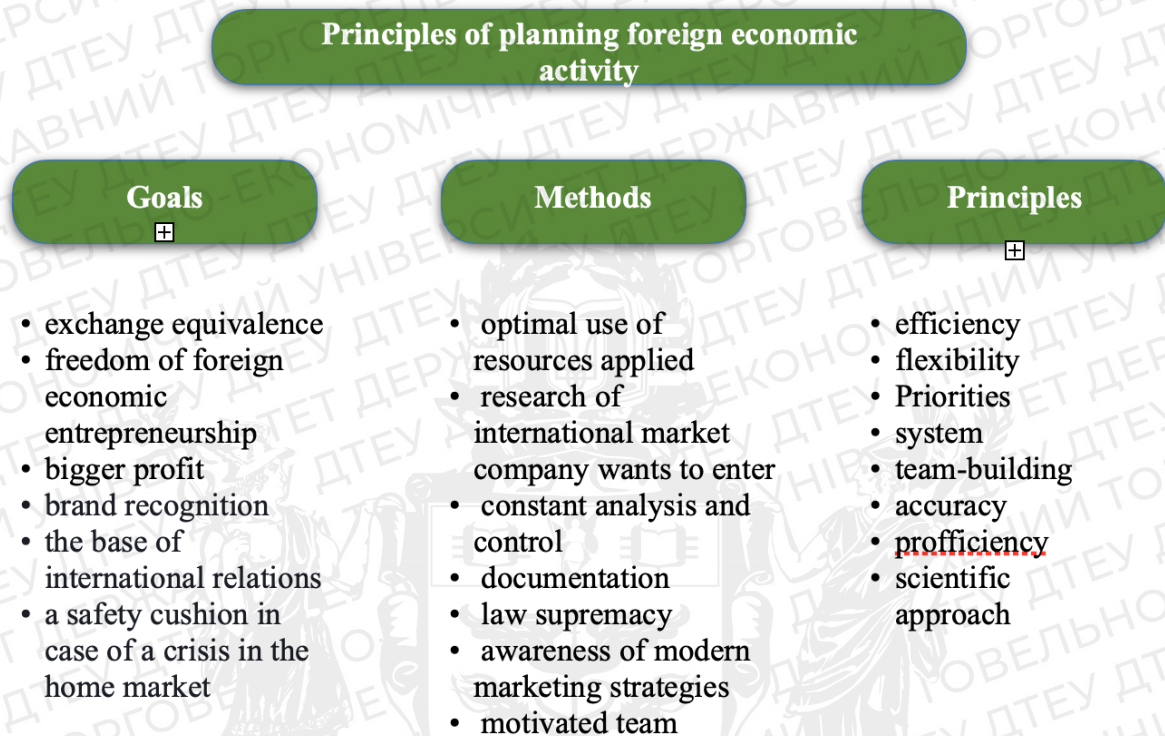 Principles of planning foreign economic
activity
Goals
Methods
Principles
• exchange equivalence
• freedom of foreign
economic
entrepreneurship
• bigger profit
• brand recognition
• the base of
international relations
• a safety cushion in
case of a crisis in the
home market
• optimal use of
resources applied
• research of
international market
company wants to enter
• constant analysis and
control
• documentation
• law supremacy
• awareness of modern
marketing strategies
• motivated team
• efficiency
• flexibility
• Priorities
• system
• team-building
• accuracy
• profficiency
• scientific
approach